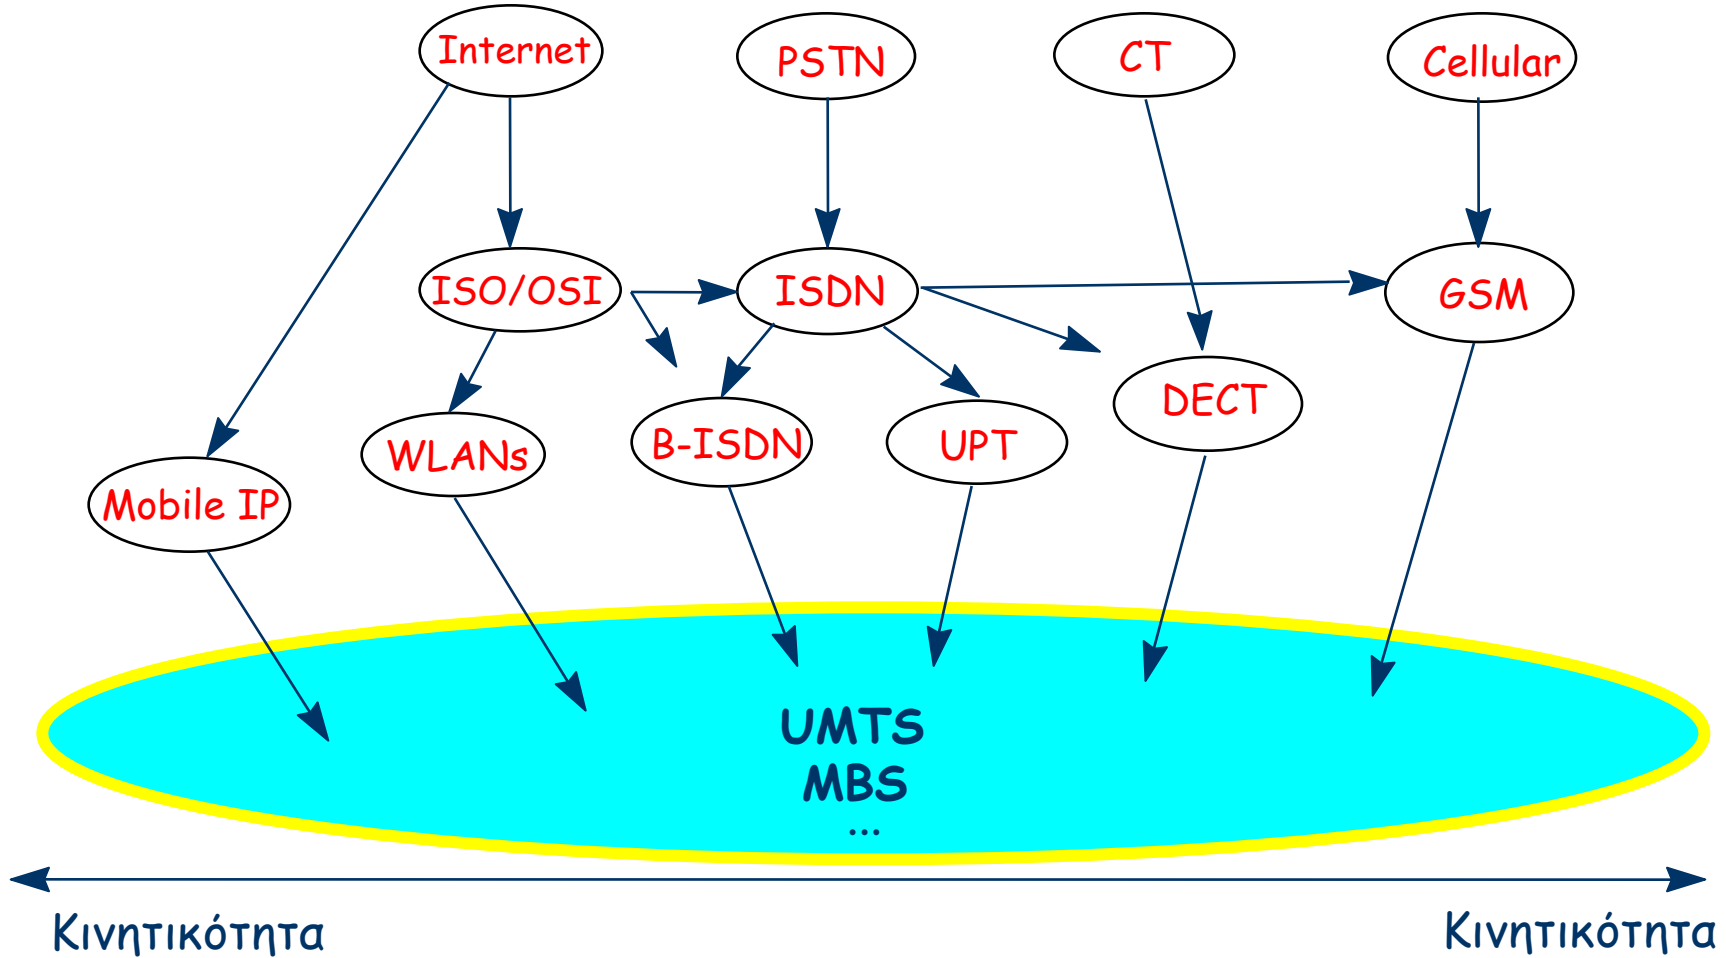 Internet
PSTN
CT
Cellular
ISO/OSI
ISDN
GSM
DECT
WLANs
B-ISDN
UPT
Mobile IP
UMTS
MBS
...
Κινητικότητα
Κινητικότητα